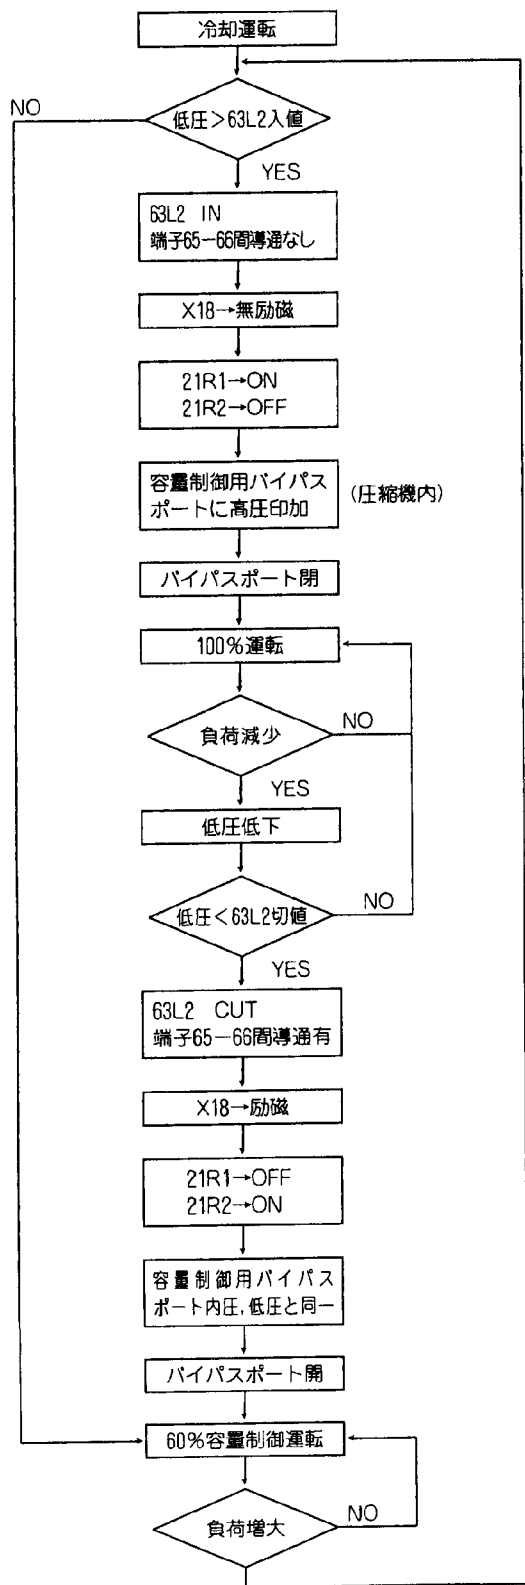 冷却運転
NO
低圧>63L2入値
YES
63L2 IN
端子65-66間導通なし
X18→無励磁
21R1→ON
21R2→OFF
容量制御用バイパス
ポートに高圧印加
(圧縮機内)
バイパスポート閉
100%運転
負荷減少
NO
YES
低圧低下
低圧<63L2切値
NO
YES
63L2 CUT
端子65-66間導通有
X18→励磁
21R1→OFF
21R2→ON
容量制御用バイパス
ポート内圧,低圧と同一
バイパスポート開
60%容量制御運転
負荷増大
NO